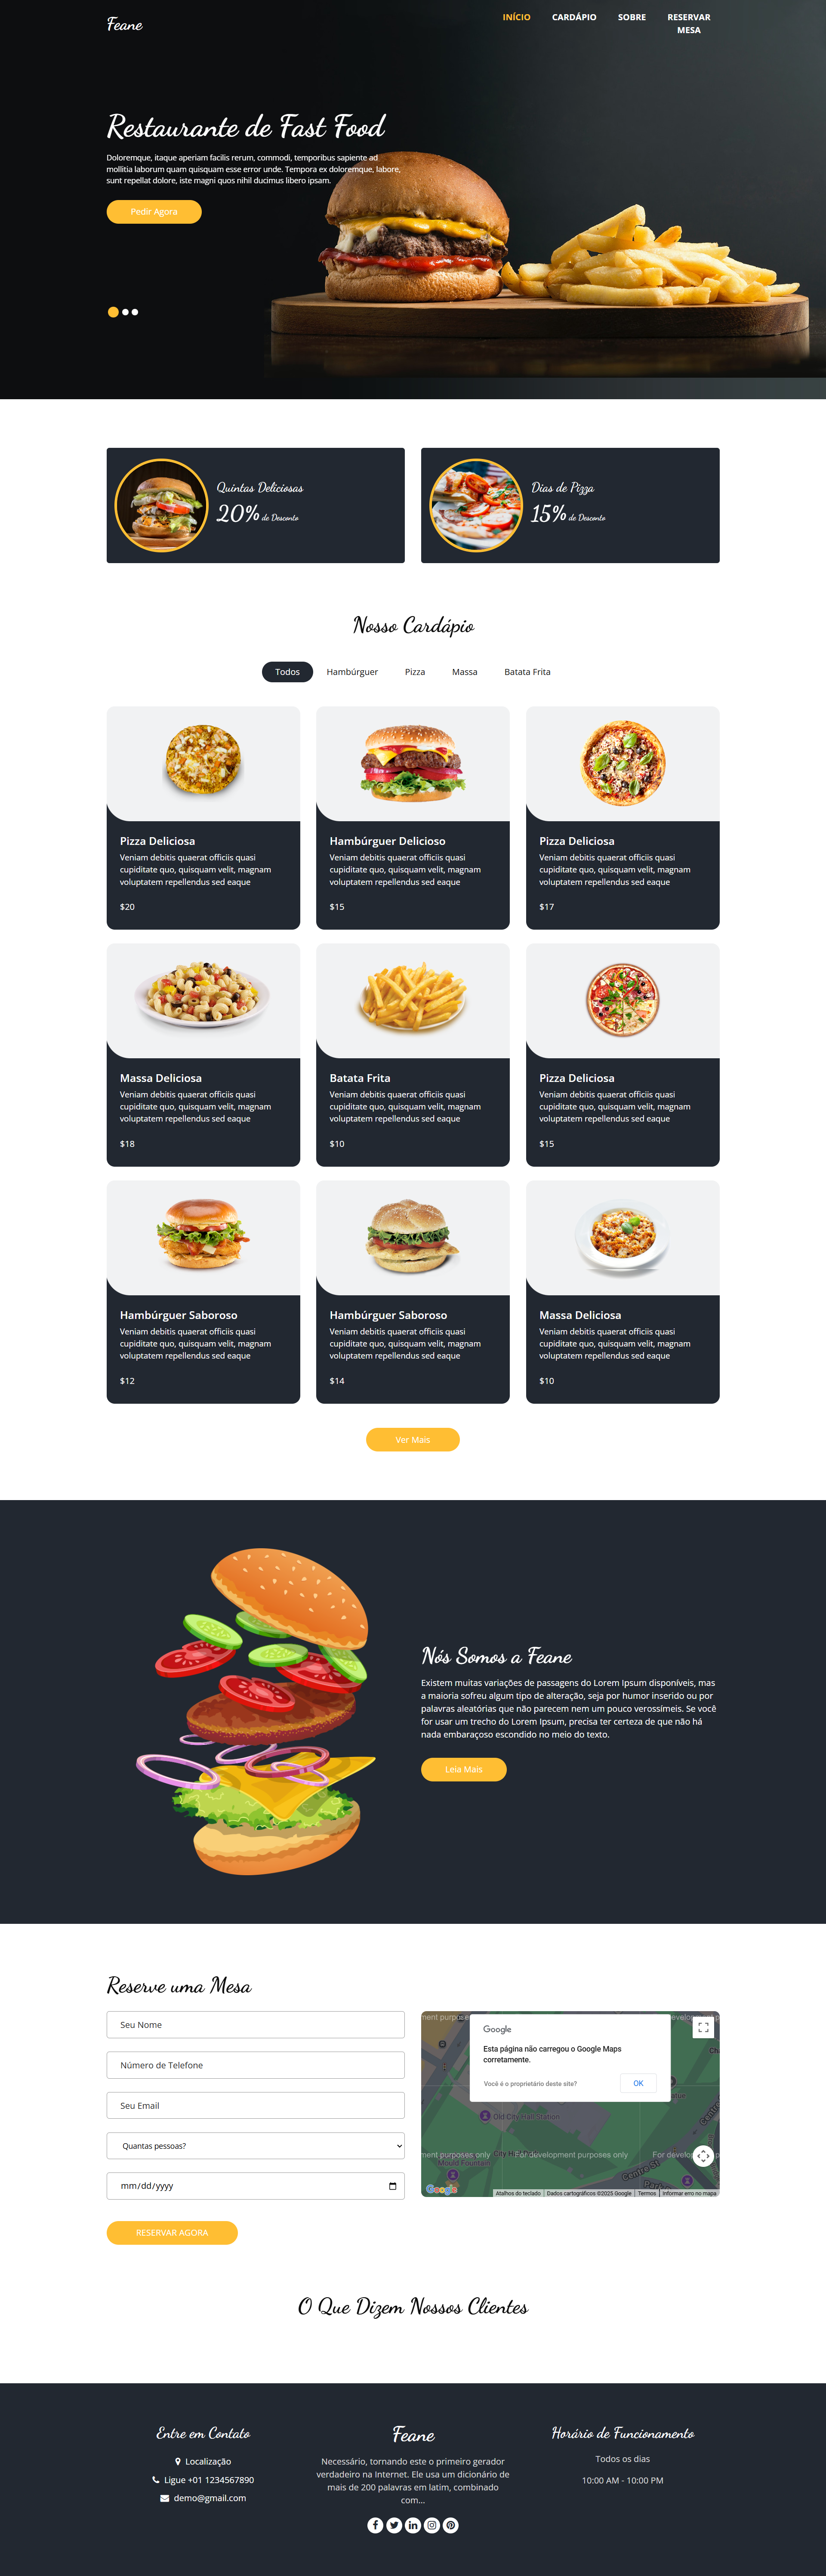 Feane
INÍCIO
CARDÁPIO
SOBRE
RESERVAR
MESA
Restaurante de Fast Food
Doloremque, itaque aperiam facilis rerum, commodi, temporibus sapiente ad
mollitia laborum quam quisquam esse error unde. Tempora ex doloremque, labore,
sunt repellat dolore, iste magni quos nihil ducimus libero ipsam.
Pedir Agora
Quintas Deliciosas
20% de Desconto
Dias de Pizza
15% de Desconto
Nosso Cardápio
Todos
Hambúrguer
Pizza
Massa
Batata Frita
Pizza Deliciosa
Veniam debitis quaerat officiis quasi
cupiditate quo, quisquam velit, magnam
voluptatem repellendus sed eaque
$20
Hambúrguer Delicioso
Veniam debitis quaerat officiis quasi
cupiditate quo, quisquam velit, magnam
voluptatem repellendus sed eaque
$15
Pizza Deliciosa
Veniam debitis quaerat officiis quasi
cupiditate quo, quisquam velit, magnam
voluptatem repellendus sed eaque
$17
Massa Deliciosa
Veniam debitis quaerat officiis quasi
cupiditate quo, quisquam velit, magnam
voluptatem repellendus sed eaque
$18
Batata Frita
Veniam debitis quaerat officiis quasi
cupiditate quo, quisquam velit, magnam
voluptatem repellendus sed eaque
$10
Pizza Deliciosa
Veniam debitis quaerat officiis quasi
cupiditate quo, quisquam velit, magnam
voluptatem repellendus sed eaque
$15
Hambúrguer Saboroso
Veniam debitis quaerat officiis quasi
cupiditate quo, quisquam velit, magnam
voluptatem repellendus sed eaque
$12
Hambúrguer Saboroso
Veniam debitis quaerat officiis quasi
cupiditate quo, quisquam velit, magnam
voluptatem repellendus sed eaque
$14
Massa Deliciosa
Veniam debitis quaerat officiis quasi
cupiditate quo, quisquam velit, magnam
voluptatem repellendus sed eaque
$10
Ver Mais
Nós Somos a Feane
Existem muitas variações de passagens do Lorem Ipsum disponíveis, mas
a maioria sofreu algum tipo de alteração, seja por humor inserido ou por
palavras aleatórias que não parecem nem um pouco verossímeis. Se você
for usar um trecho do Lorem Ipsum, precisa ter certeza de que não há
nada embaraçoso escondido no meio do texto.
Leia Mais
Reserve uma Mesa
Seu Nome
Número de Telefone
Seu Email
Quantas pessoas?
mm/dd/yyyy
RESERVAR AGORA
Google
Esta página não carregou o Google Maps
corretamente.
Você é o proprietário deste site?
OK
Old City Hall Station
For development purposes only
Mould Fountain
Centre St
Google
Atalhos do teclado
Dados cartográficos ©2025 Google
Termos
Informar erro no mapa
O Que Dizem Nossos Clientes
Entre em Contato
Localização
Ligue +01 1234567890
demo@gmail.com
Feane
Necessário, tornando este o primeiro gerador
verdadeiro na Internet. Ele usa um dicionário de
mais de 200 palavras em latim, combinado
com...
Horário de Funcionamento
Todos os dias
10:00 AM - 10:00 PM